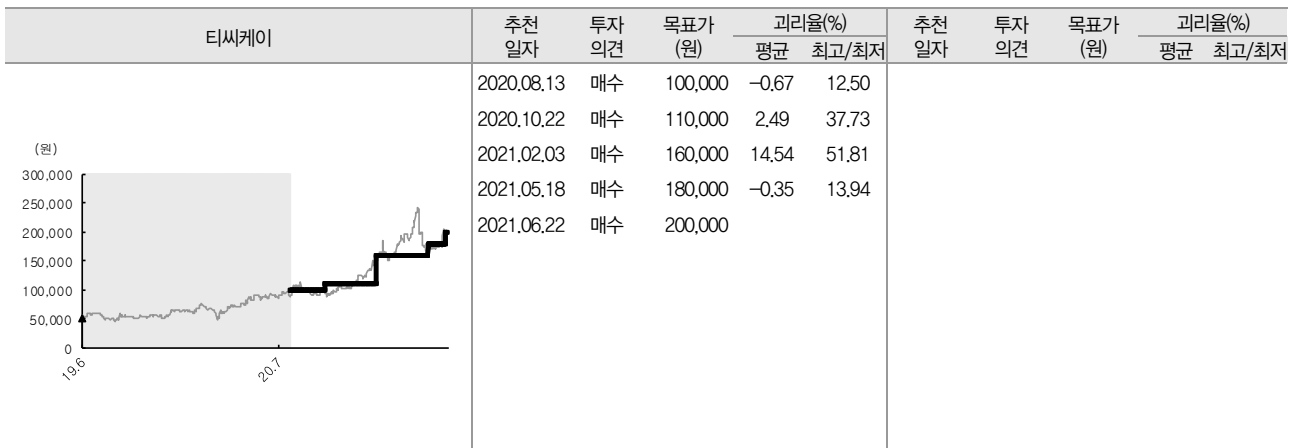 티씨케이
추천 일자 투자 의견 목표가 (원) 괴리율(%) 평균 최고/최저 추천 일자 투자 의견 목표가 (원) 괴리율(%) 평균 최고/최저
2020.08.13 매수 100,000 -0.67 12.50
2020.10.22 매수 110,000 2.49 37.73
2021.02.03 매수 160,000 14.54 51.81
2021.05.18 매수 180,000 -0.35 13.94
2021.06.22 매수 200,000
(원)
300,000
250,000
200,000
150,000
100,000
50,000
0
19.6
20.7